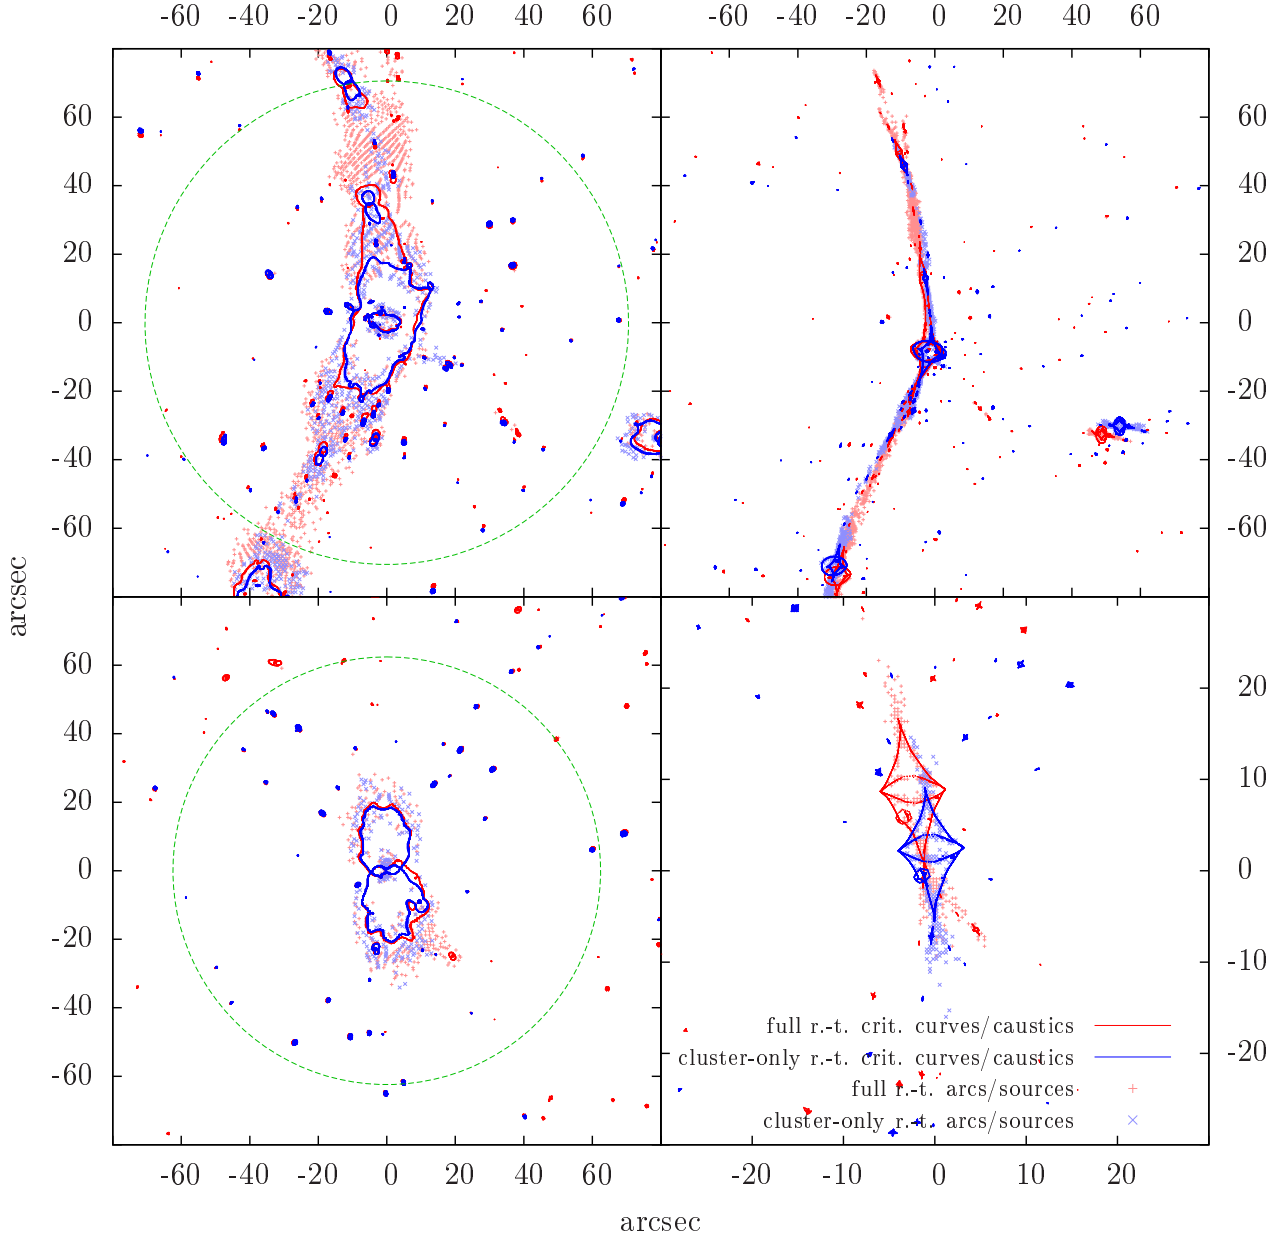 -60 -40 -20 0 20 40 60 -60 -40 -20 0 20 40 60
60 60
40 40
20 20
0 0
-20 -20
-40 -40
-60 -60
arcsec
60 20
40
20 10
0 0
-20
-10
-40
full r.-t. crit. curves/caustics
cluster-only r.-t. crit. curves/caustics
-20
-60
full r.-t. arcs/sources
cluster-only r.-t. arcs/sources
-60 -40 -20 0 20 40 60 -20 -10 0 10 20
arcsec